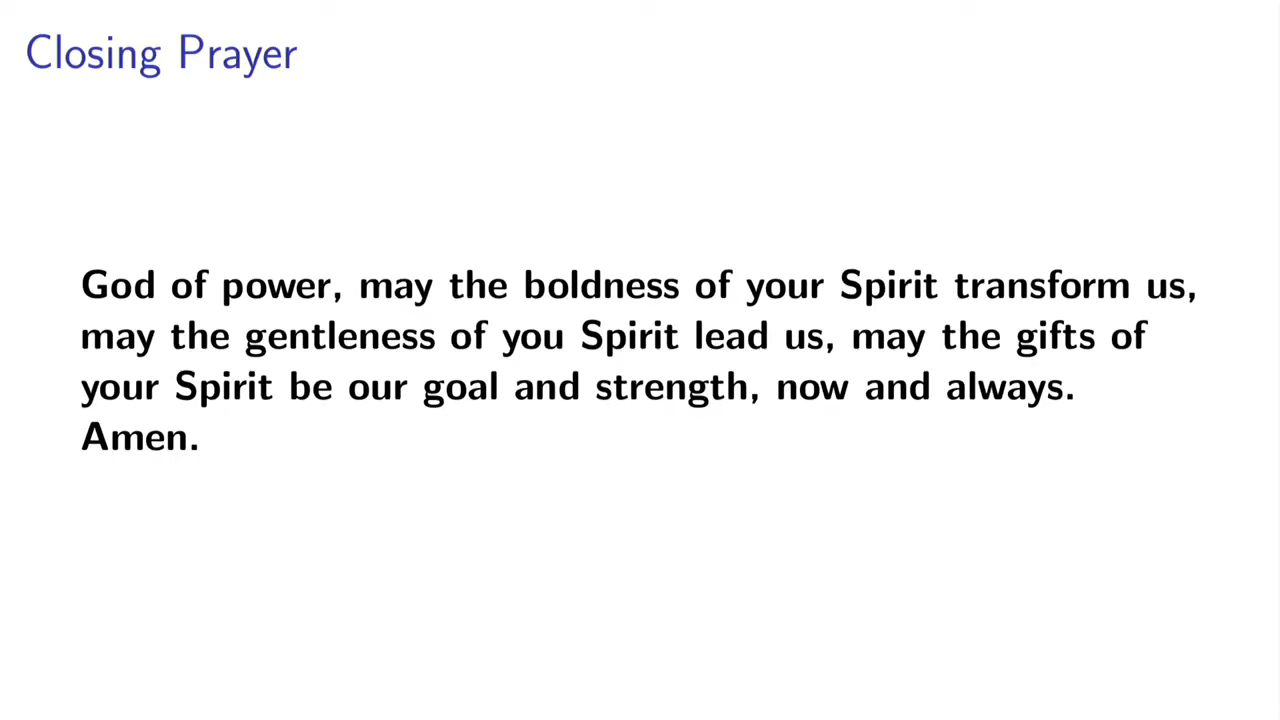 Closing Prayer
God of power, may the boldness of your Spirit transform us,
may the gentleness of you Spirit lead us, may the gifts of
your Spirit be our goal and strength, now and always.
Amen.